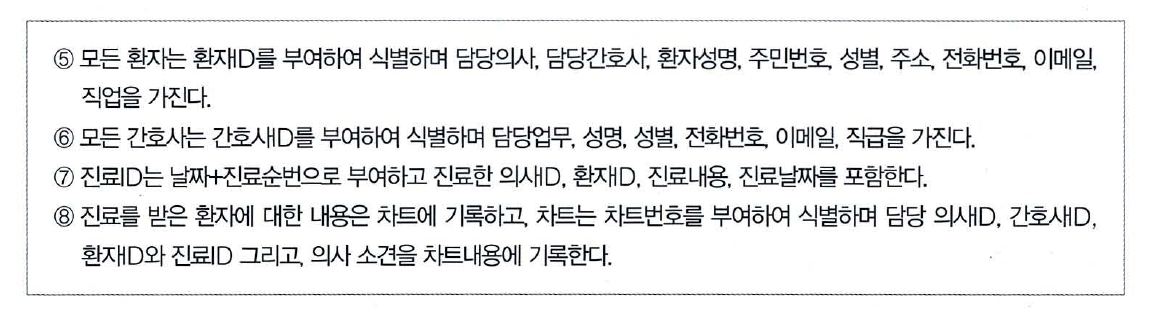 ⑤ 모든 환자는 환자ID를 부여하여 식별하며 담당의사, 담당간호사, 환자성명, 주민번호, 성별, 주소, 전화번호, 이메일,
직업을 가진다.
⑥ 모든 간호사는 간호사ID를 부여하여 식별하며 담당업무, 성명, 성별, 전화번호, 이메일, 직급을 가진다.
⑦ 진료ID는 날짜+진료순번으로 부여하고 진료한 의사ID, 환자ID, 진료내용, 진료날짜를 포함한다.
⑧ 진료를 받은 환자에 대한 내용은 차트에 기록하고, 차트는 차트번호를 부여하여 식별하며 담당 의사ID, 간호사ID,
환자ID와 진료ID 그리고, 의사 소견을 차트내용에 기록한다.